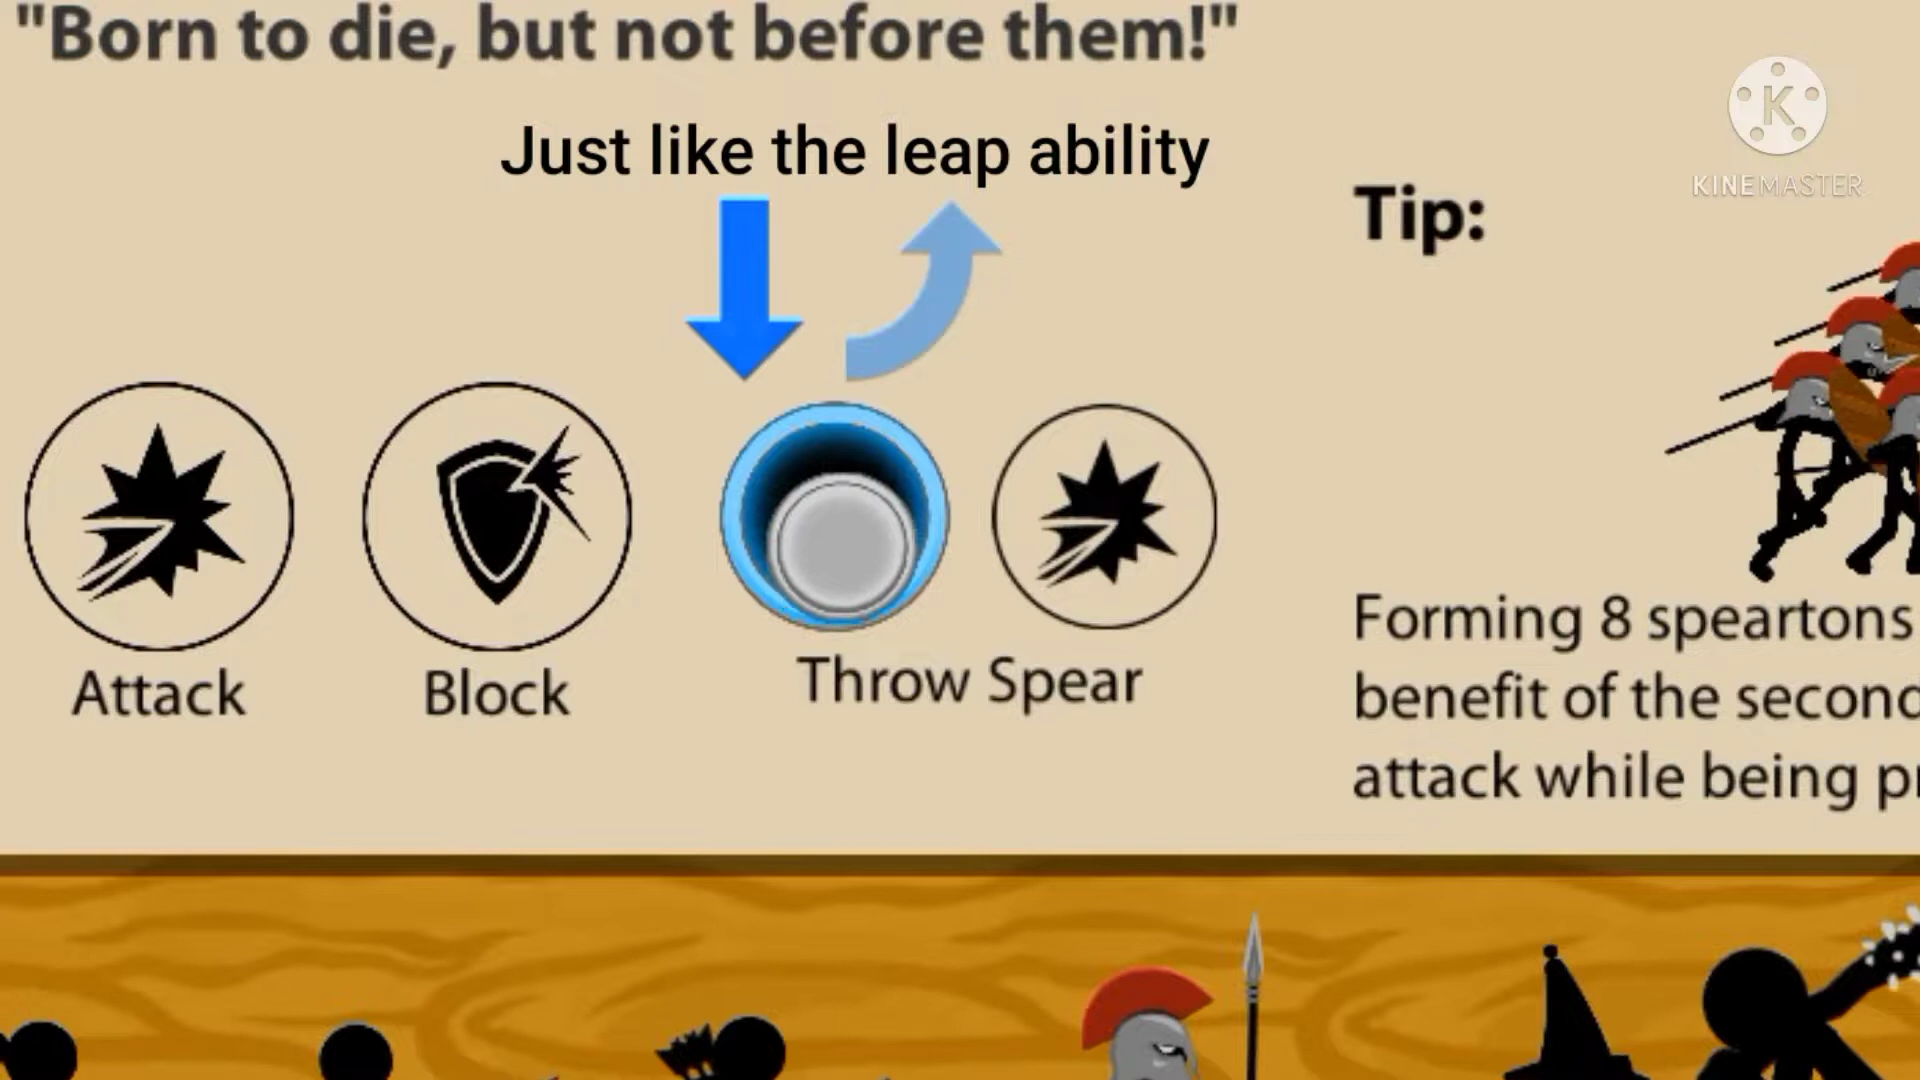 "Born to die, but not before them!"
Just like the leap ability
K
KINEMASTER
Tip:
Attack
Block
Throw Spear
Forming 8 speartons
benefit of the second
attack while being